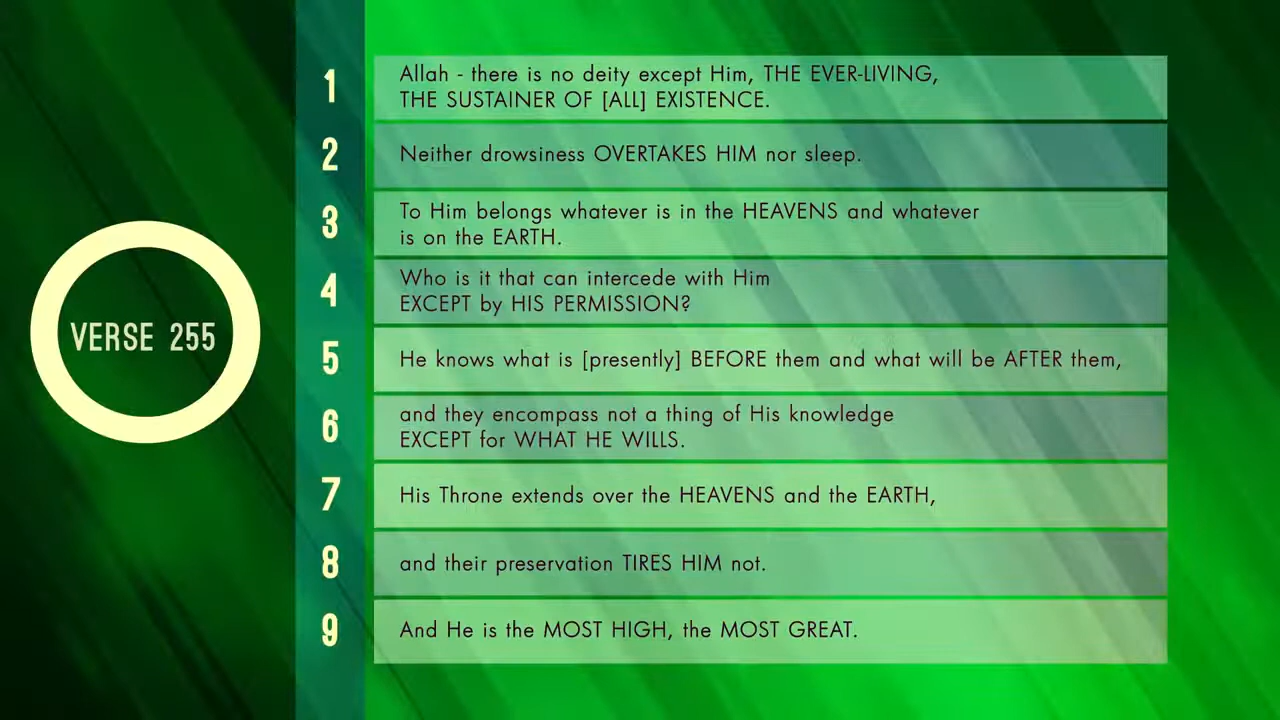 VERSE 255
1
Allah - there is no deity except Him, THE EVER-LIVING,
THE SUSTAINER OF [ALL] EXISTENCE.
2
Neither drowsiness OVERTAKES HIM nor sleep.
3
To Him belongs whatever is in the HEAVENS and whatever
is on the EARTH.
4
Who is it that can intercede with Him
EXCEPT by HIS PERMISSION?
5
He knows what is [presently] BEFORE them and what will be AFTER them,
6
and they encompass not a thing of His knowledge
EXCEPT for WHAT HE WILLS.
7
His Throne extends over the HEAVENS and the EARTH,
8
and their preservation TIRES HIM not.
9
And He is the MOST HIGH, the MOST GREAT.